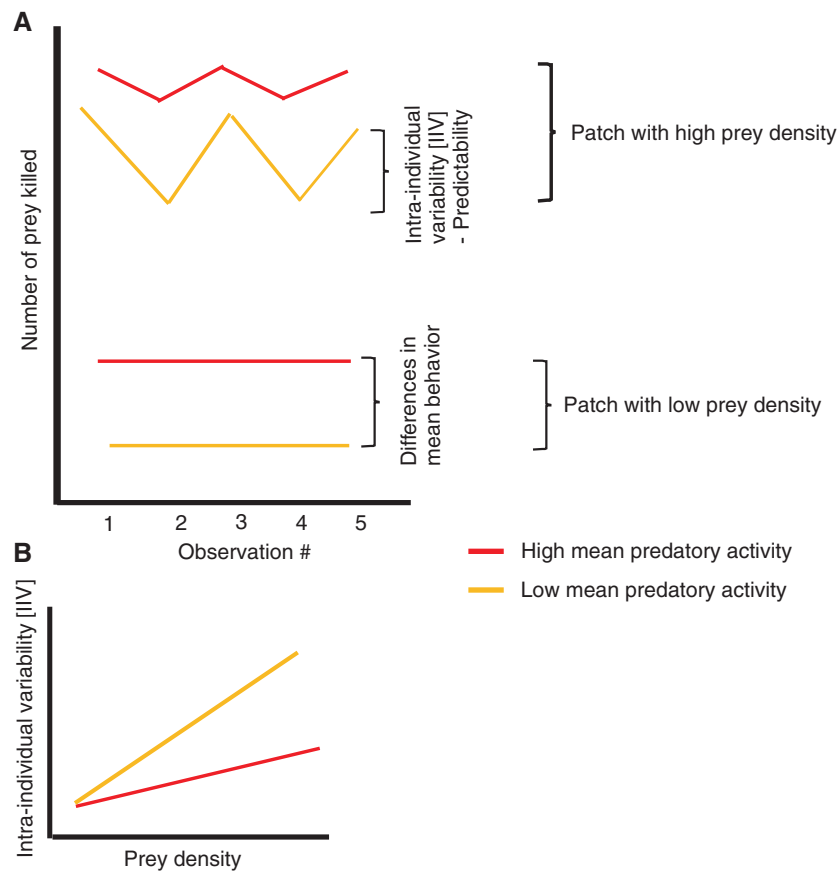 A
Number of prey killed
Intra-individual
variability [IIV]
- Predictability
Patch with high prey density
Differences in
mean behavior
Patch with low prey density
1 2 3 4 5
Observation #
High mean predatory activity
Low mean predatory activity
B
Intra-individual variability [IIV]
Prey density